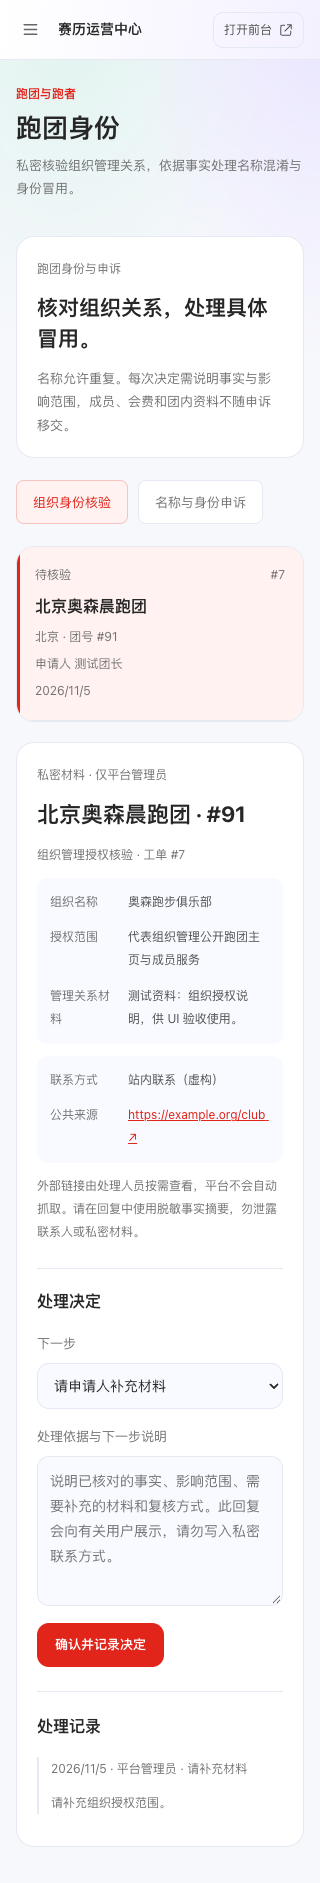 赛历运营中心
打开前台
跑团与跑者
跑团身份
私密核验组织管理关系，依据事实处理名称混淆与
身份冒用。
跑团身份与申诉
核对组织关系，处理具体
冒用。
名称允许重复。每次决定需说明事实与影
响范围，成员、会费和团内资料不随申诉
移交。
组织身份核验
名称与身份申诉
待核验 #7
北京奥森晨跑团
北京 · 团号 #91
申请人 测试团长
2026/11/5
私密材料 · 仅平台管理员
北京奥森晨跑团 · #91
组织管理授权核验 · 工单 #7
组织名称 奥森跑步俱乐部
授权范围 代表组织管理公开跑团主
页与成员服务
管理关系材 测试资料：组织授权说
料 明，供 UI 验收使用。
联系方式 站内联系（虚构）
公共来源 https://example.org/club
↗
外部链接由处理人员按需查看，平台不会自动
抓取。请在回复中使用脱敏事实摘要，勿泄露
联系人或私密材料。
处理决定
下一步
请申请人补充材料
处理依据与下一步说明
说明已核对的事实、影响范围、需
要补充的材料和复核方式。此回复
会向有关用户展示，请勿写入私密
联系方式。
确认并记录决定
处理记录
2026/11/5 · 平台管理员 · 请补充材料
请补充组织授权范围。